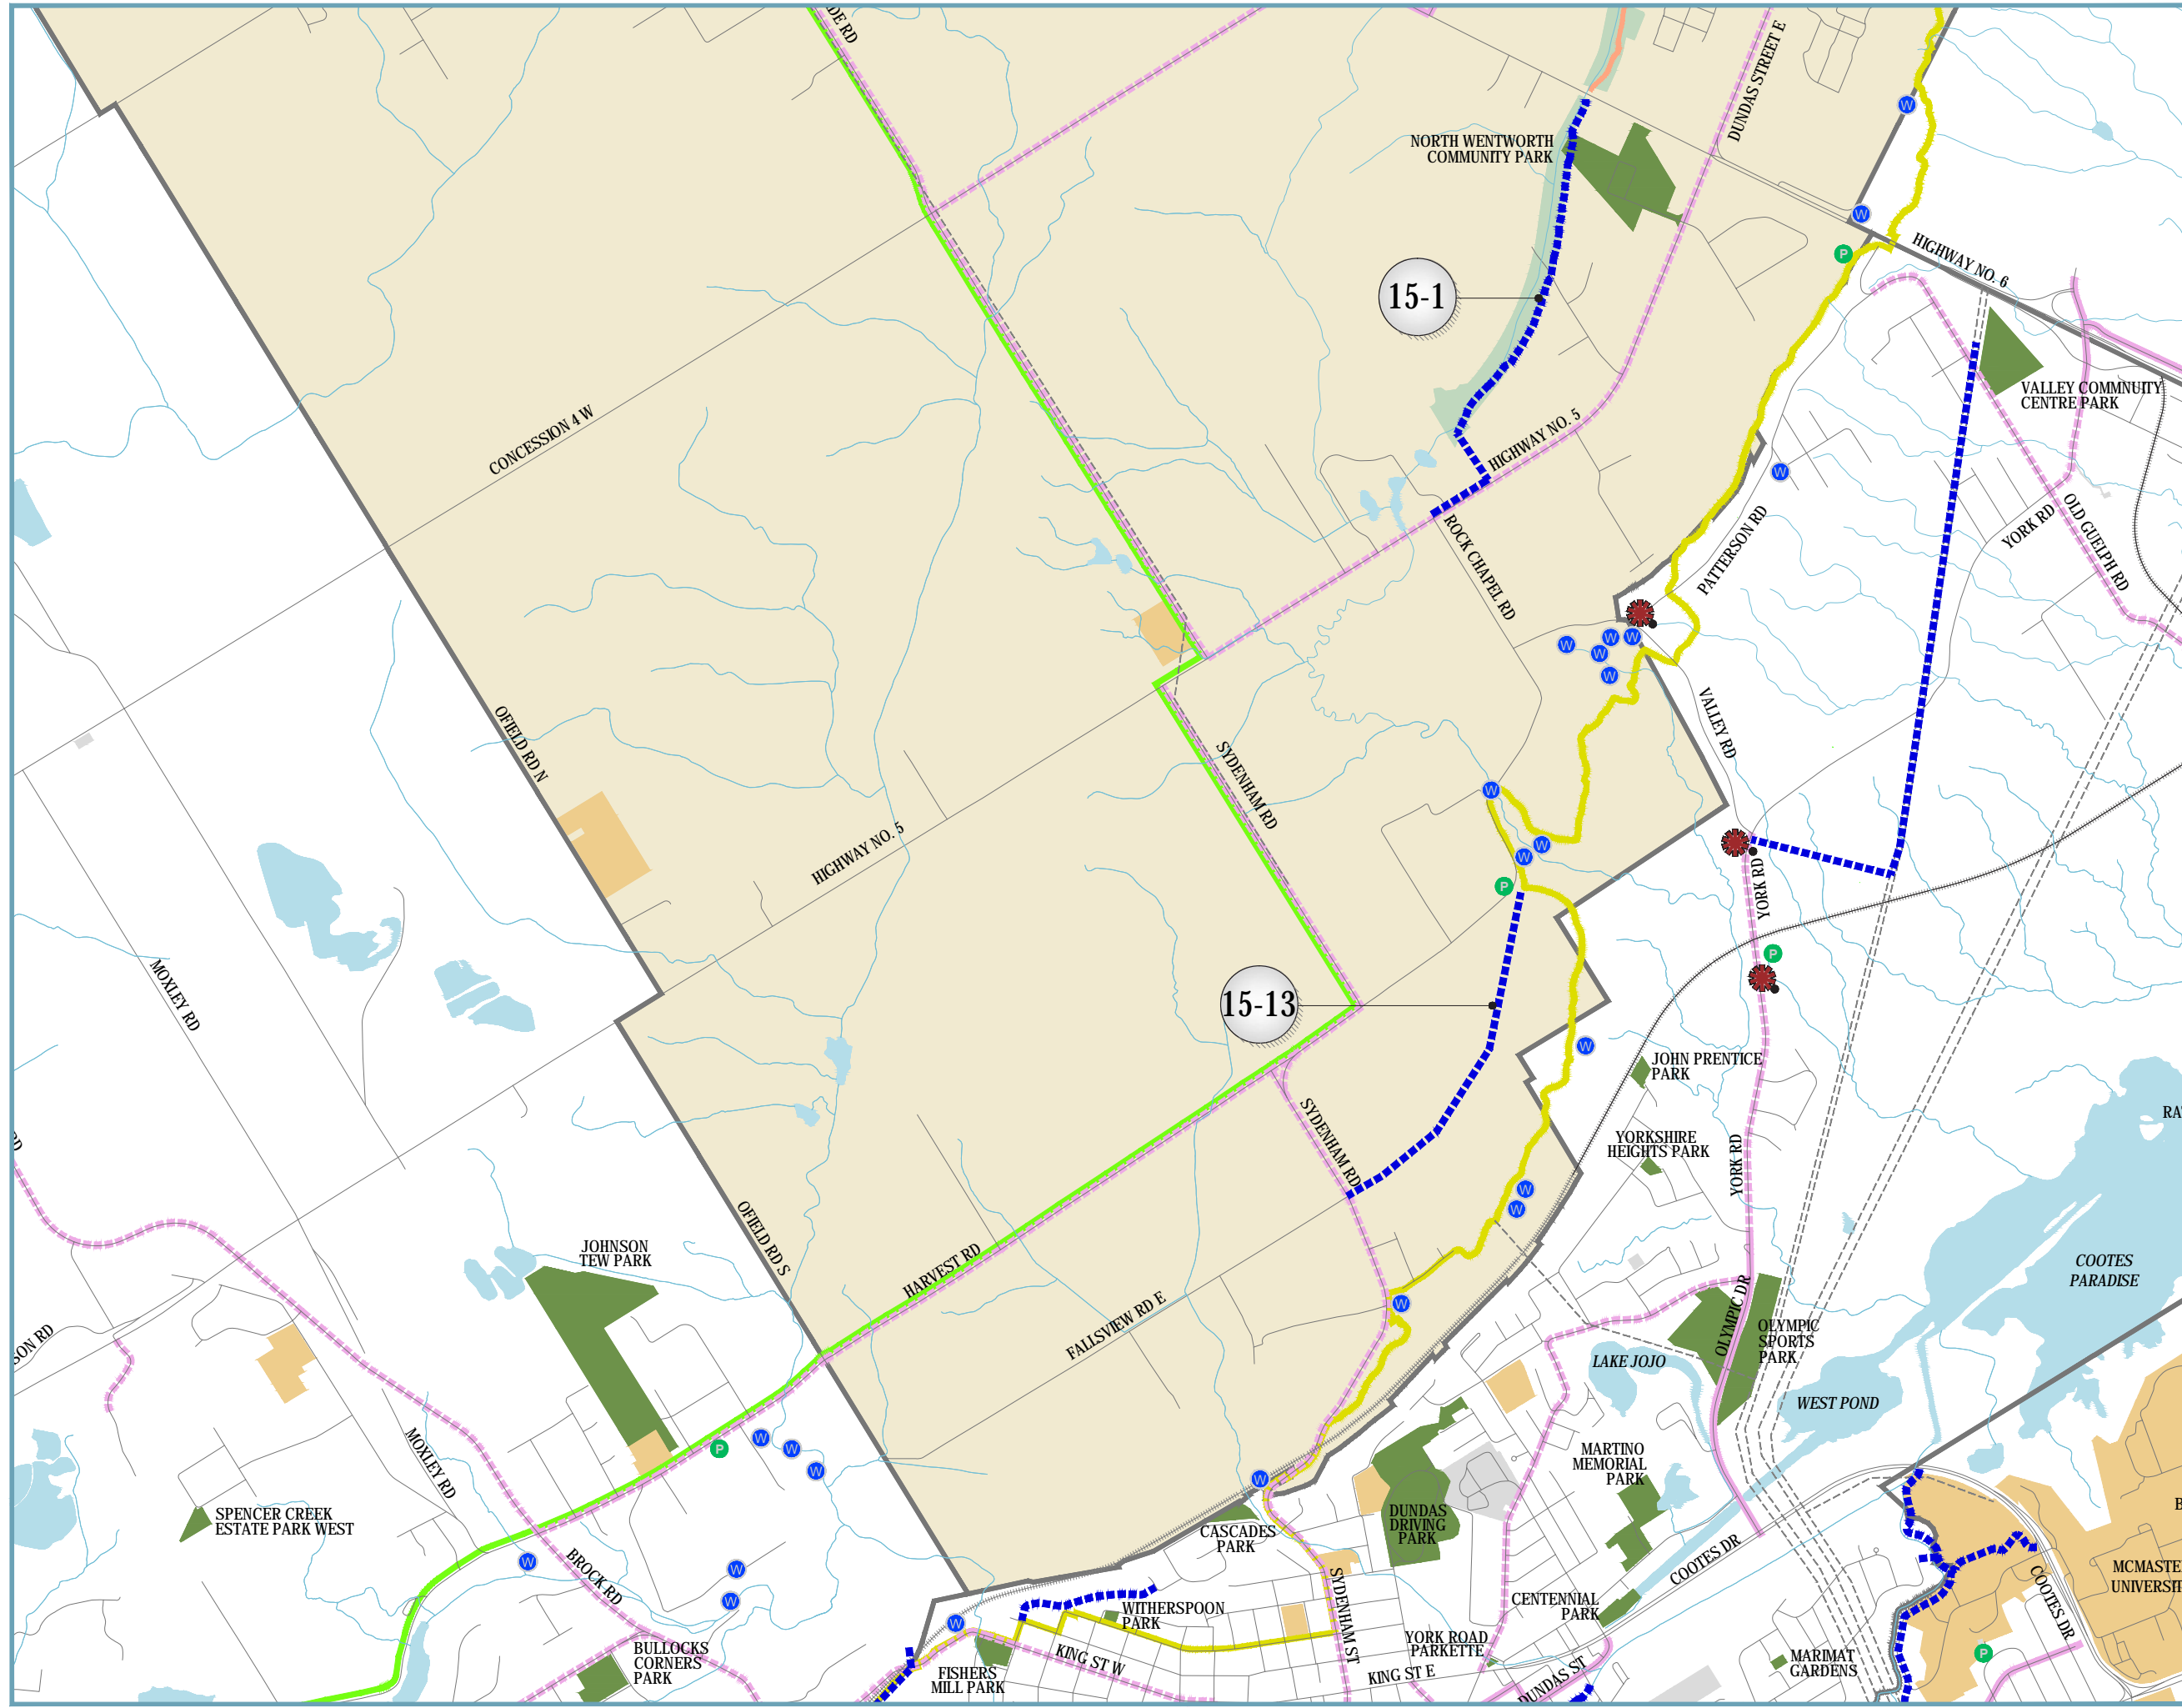 DE RD
DUNDAS STREET E
NORTH WENTWORTH
COMMUNITY PARK
W
W
P
HIGHWAY NO. 6
15-1
VALLEY COMMNUITY
CENTRE PARK
CONCESSION 4 W
HIGHWAY NO. 5
W
ROCK CHAPEL RD
PATTERSON RD
YORK RD
OLD GUELPH RD
W
W
W
W
W
OFIELD RD N
SYDENHAM RD
VALLEY RD
W
HIGHWAY NO. 5
W
W
P
YORK RD
MOXLEY RD
P
15-13
W
JOHN PRENTICE
PARK
SYDENHAM RD
RA
RD
YORKSHIRE
HEIGHTS PARK
YORK RD
W
W
OFIELD RD S
JOHNSON
TEW PARK
HARVEST RD
COOTES
PARADISE
FALLSVIEW RD E
W
OLYMPIC DR
OLYMPIC
SPORTS
PARK
SON RD
LAKE JOJO
WEST POND
MOXLEY RD
P
W
W
W
W
MARTINO
MEMORIAL
PARK
SPENCER CREEK
ESTATE PARK WEST
DUNDAS
DRIVING
PARK
CASCADES
PARK
B
W
BROCK RD
W
W
COOTES DR
MCMASTE
UNIVERSI
COOTES DR
SYDENHAM ST
CENTENNIAL
PARK
WITHERSPOON
PARK
W
BULLOCKS
CORNERS
PARK
KING ST W
YORK ROAD
PARKETTE
KING ST E
FISHERS
MILL PARK
DUNDAS ST
MARIMAT
GARDENS
P